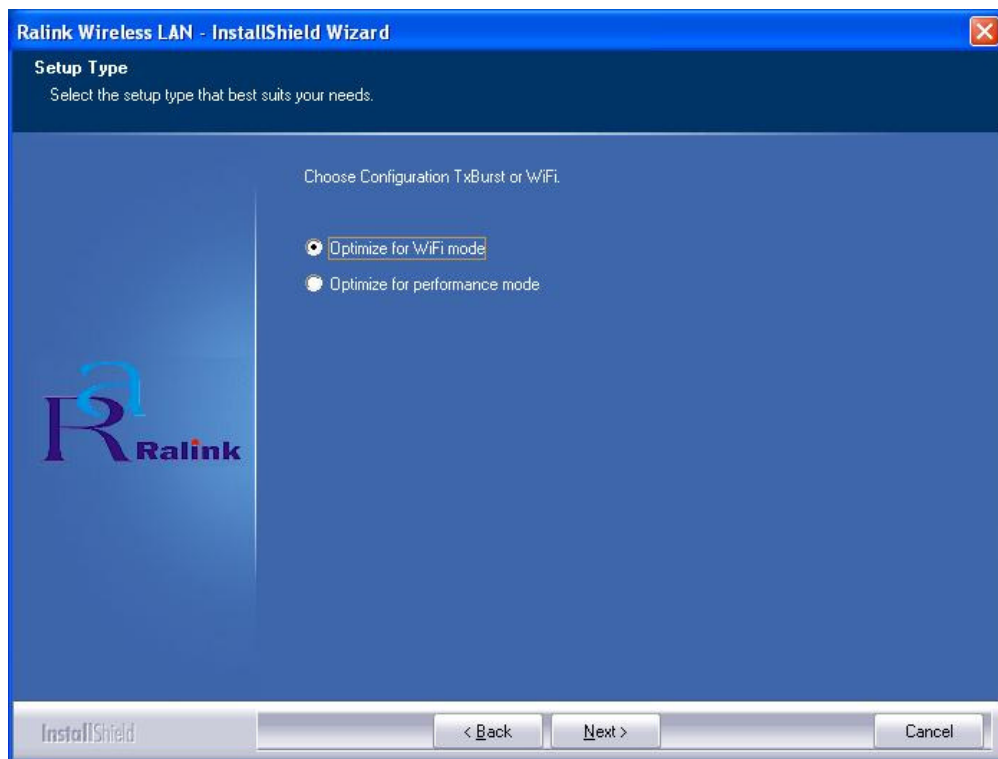 Ralink Wireless LAN - InstallShield Wizard
Setup Type
Select the setup type that best suits your needs.
Choose Configuration TxBurst or WiFi.
Optimize for WiFi mode
Optimize for performance mode
Ra
Ralink
InstallShield
< Back
Next >
Cancel